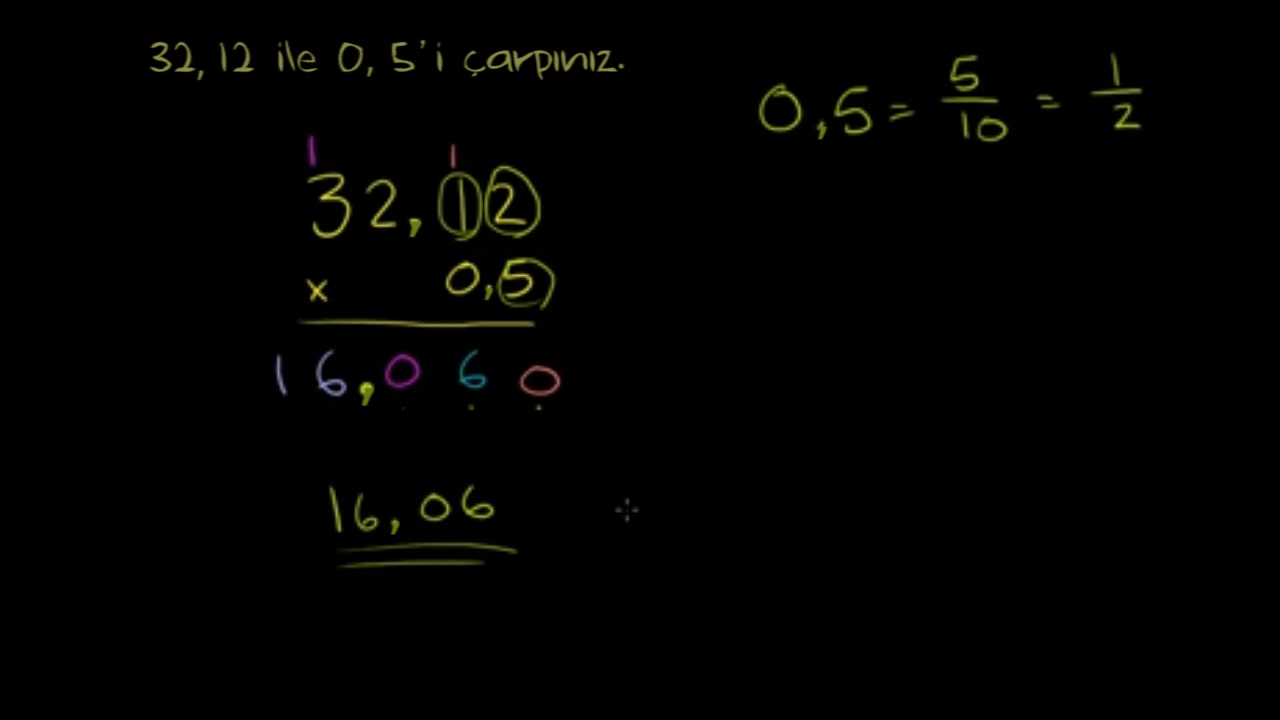 32,12 ile 0,5'i çarpınız.
0,5 = 5/10 = 1/2
1 1
32,12
x 0,5
16,060
16,06